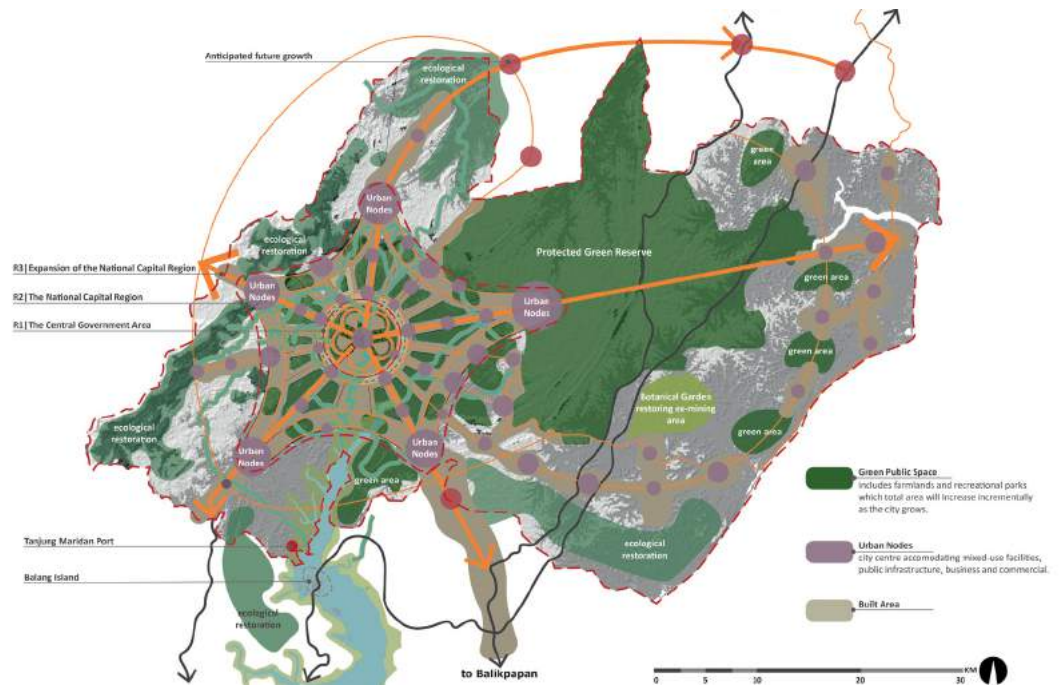 Anticipated future growth
ecological
restoration
green
area
Urban
Nodes
Protected Green Reserve
ecological
restoration
R3|Expansion of the National Capital Region
Urban
Nodes
green area
R2|The National Capital Region
Urban
Nodes
R1|The Central Government Area
green area
Botanical Garden
restoring ex-mining
area
ecological
restoration
green area
Urban
Nodes
Urban
Nodes
green area
Green Public Space
includes farmlands and recreational parks
which total area will increase incrementally
as the city grows.
ecological
restoration
Tanjung Maridan Port
Urban Nodes
city centre accomodating mixed-use facilities,
public infrastructure, business and commercial.
Balang Island
ecological
restoration
Built Area
to Balikpapan
KM
0 5 10 20 30